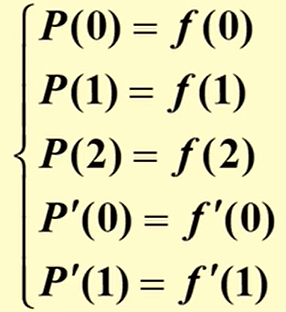 P(0) = f(0)
P(1) = f(1)
P(2) = f(2)
P'(0) = f'(0)
P'(1) = f'(1)